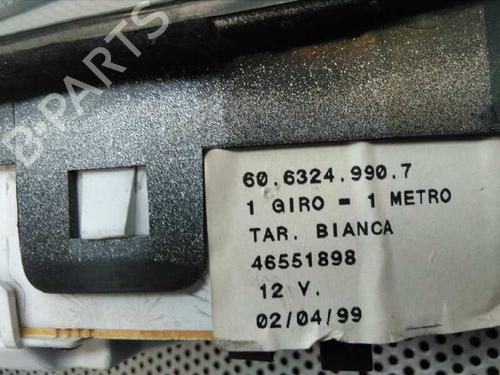 B-PARTS
60.6324.990.7
1 GIRO = 1 METRO
TAR. BIANCA
46551898
12 V.
02/04/99